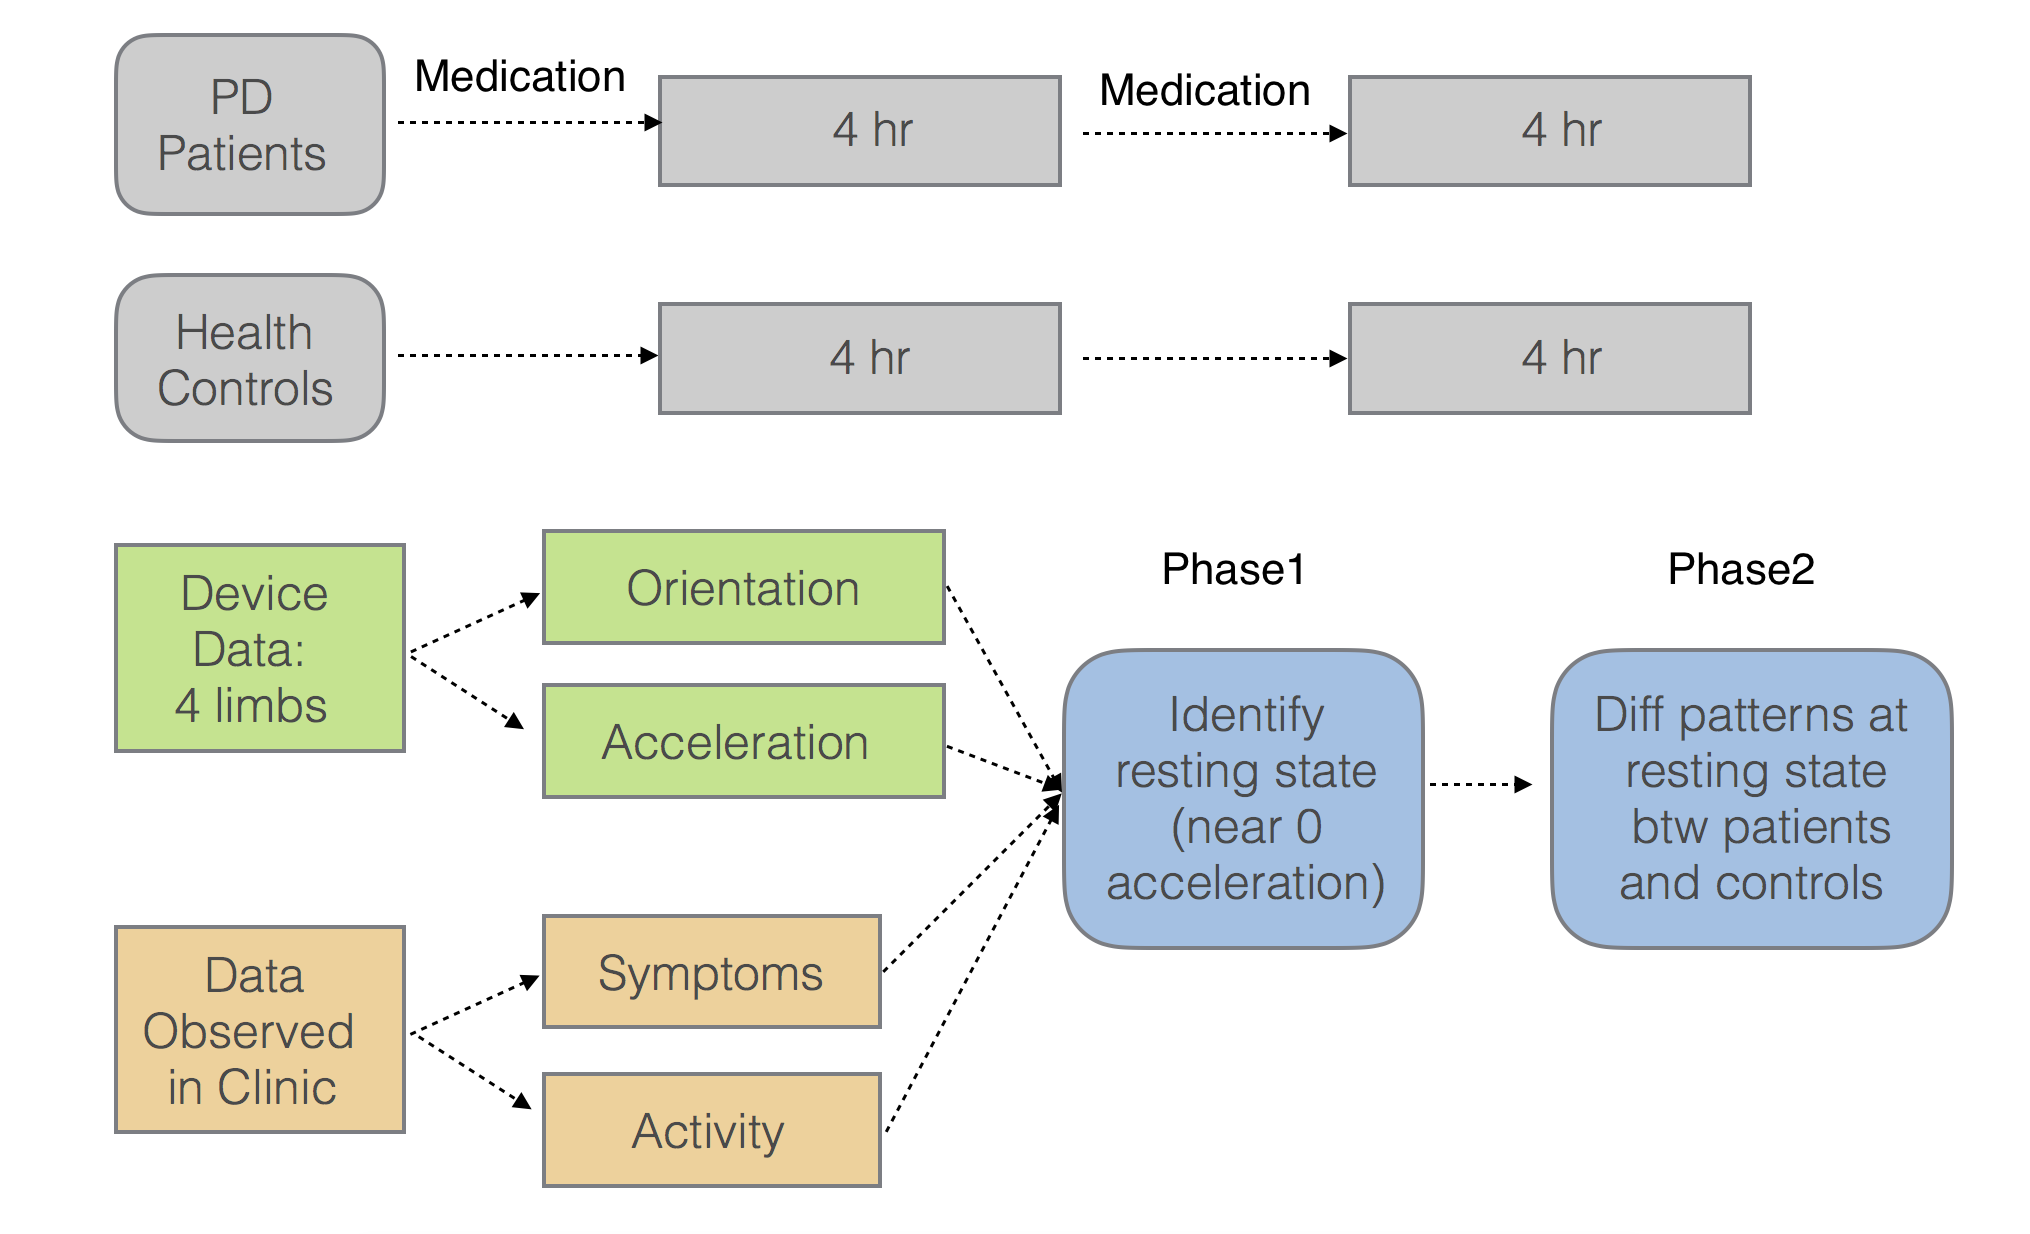 PD
Patients
Medication
4 hr
Medication
4 hr
Health
Controls
4 hr
4 hr
Device
Data:
4 limbs
Orientation
Acceleration
Data
Observed
in Clinic
Symptoms
Activity
Phase1
Identify
resting state
(near 0
acceleration)
Phase2
Diff patterns at
resting state
btw patients
and controls